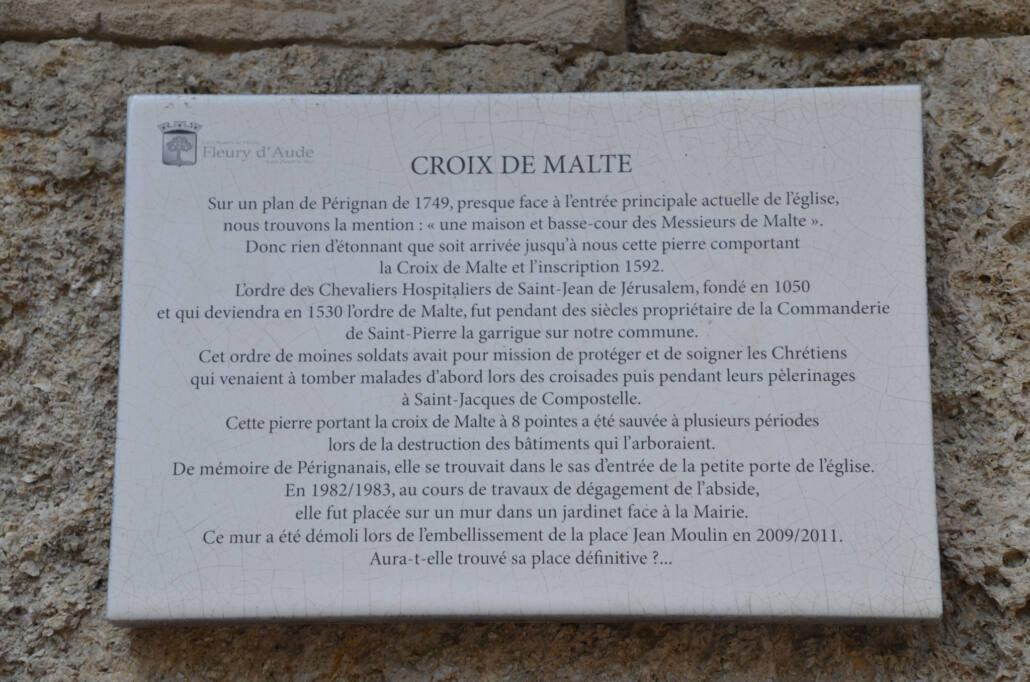 Fleury d'Aude
CROIX DE MALTE
Sur un plan de Pérignan de 1749, presque face à l'entrée principale actuelle de l'église,
nous trouvons la mention : « une maison et basse-cour des Messieurs de Malte ».
Donc rien d'étonnant que soit arrivée jusqu'à nous cette pierre comportant
la Croix de Malte et l'inscription 1592.
L'ordre des Chevaliers Hospitaliers de Saint-Jean de Jérusalem, fondé en 1050
et qui deviendra en 1530 l'ordre de Malte, fut pendant des siècles propriétaire de la Commanderie
de Saint-Pierre la garrigue sur notre commune.
Cet ordre de moines soldats avait pour mission de protéger et de soigner les Chrétiens
qui venaient à tomber malades d'abord lors des croisades puis pendant leurs pèlerinages
à Saint-Jacques de Compostelle.
Cette pierre portant la croix de Malte à 8 pointes a été sauvée à plusieurs périodes
lors de la destruction des bâtiments qui l'arboraient.
De mémoire de Pérignanais, elle se trouvait dans le sas d'entrée de la petite porte de l'église.
En 1982/1983, au cours de travaux de dégagement de l'abside,
elle fut placée sur un mur dans un jardinet face à la Mairie.
Ce mur a été démoli lors de l'embellissement de la place Jean Moulin en 2009/2011.
Aura-t-elle trouvé sa place définitive ?...